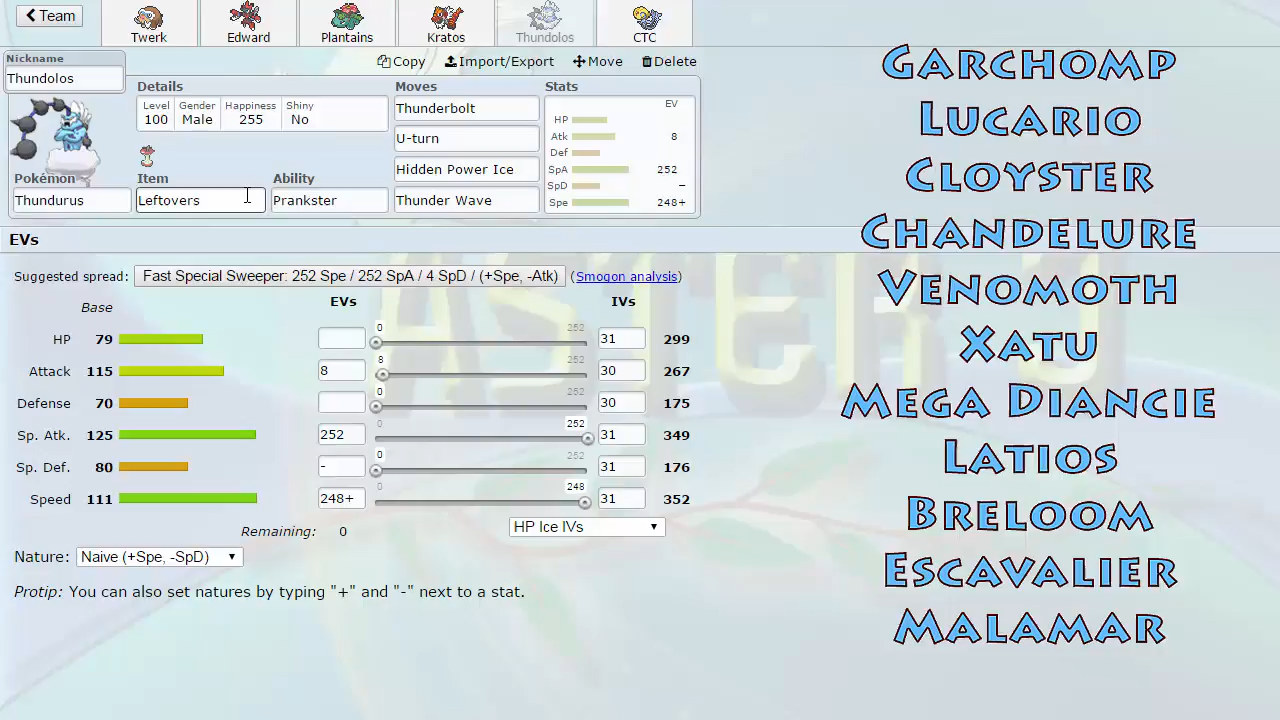 Team
Twerk
Edward
Plantains
Kratos
Thundolos
CTC
Nickname
Thundolos
Copy
Import/Export
Move
Delete
Details
Level Gender Happiness Shiny
100 Male 255 No
Pokémon
Thundurus
Item
Leftovers
Ability
Prankster
Moves
Thunderbolt
U-turn
Hidden Power Ice
Thunder Wave
Stats
EV
HP
Atk 8
Def
SpA 252
SpD −
Spe 248+
EVs
Suggested spread: Fast Special Sweeper: 252 Spe / 252 SpA / 4 SpD / (+Spe, -Atk) (Smogon analysis)
Base EVs IVs
0 252
HP 79 31 299
8 252
Attack 115 8 30 267
0 252
Defense 70 30 175
0 252
Sp. Atk. 125 252 31 349
0 252
Sp. Def. 80 - 31 176
0 248
Speed 111 248+ 31 352
Remaining: 0
HP Ice IVs
Nature: Naive (+Spe, -SpD)
Protip: You can also set natures by typing "+" and "-" next to a stat.
Garchomp
Lucario
Cloyster
Chandelure
Venomoth
Xatu
Mega Diancie
Latios
Breloom
Escavalier
Malamar